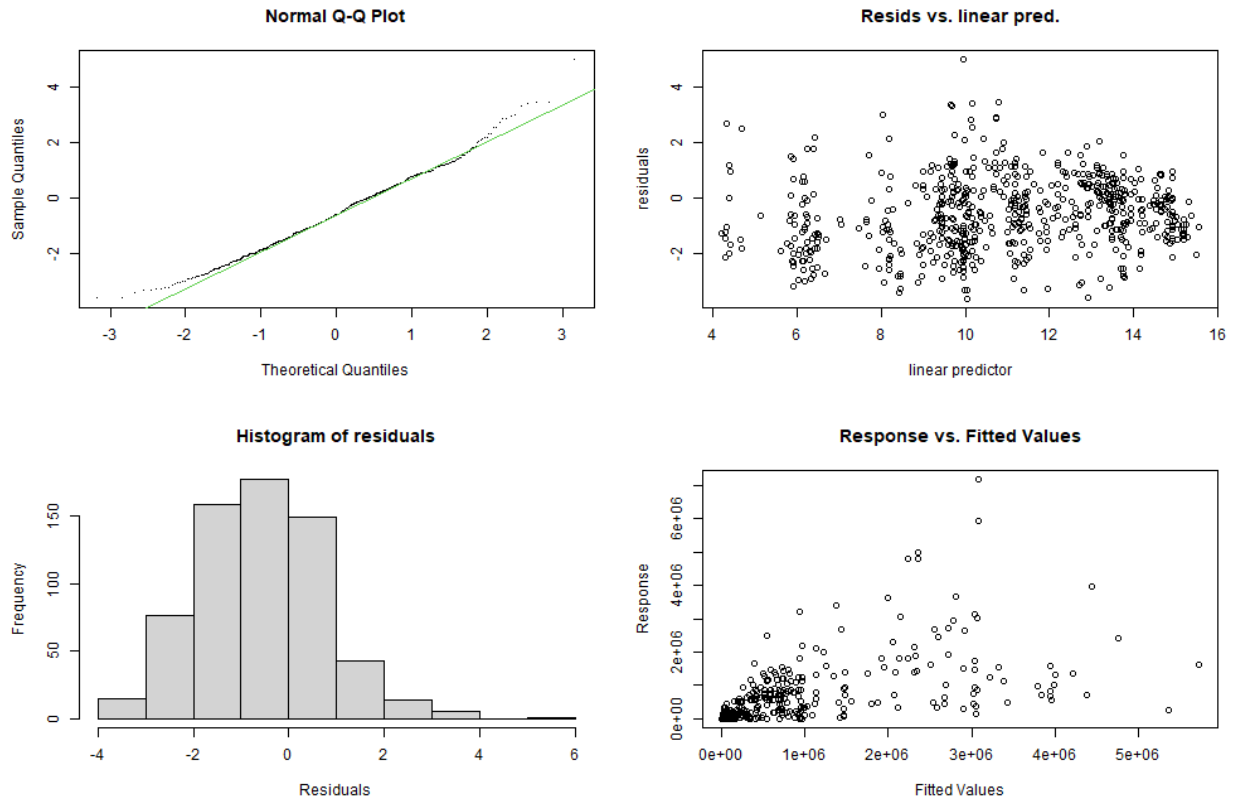 Normal Q-Q Plot
Sample Quantiles
4
2
0
-2
-3
-2
-1
0
1
2
3
Theoretical Quantiles
Resids vs. linear pred.
residuals
4
2
0
-2
4
6
8
10
12
14
16
linear predictor
Histogram of residuals
Frequency
150
100
50
0
-4
-2
0
2
4
6
Residuals
Response vs. Fitted Values
Response
6e+06
4e+06
2e+06
0e+00
0e+00
1e+06
2e+06
3e+06
4e+06
5e+06
Fitted Values